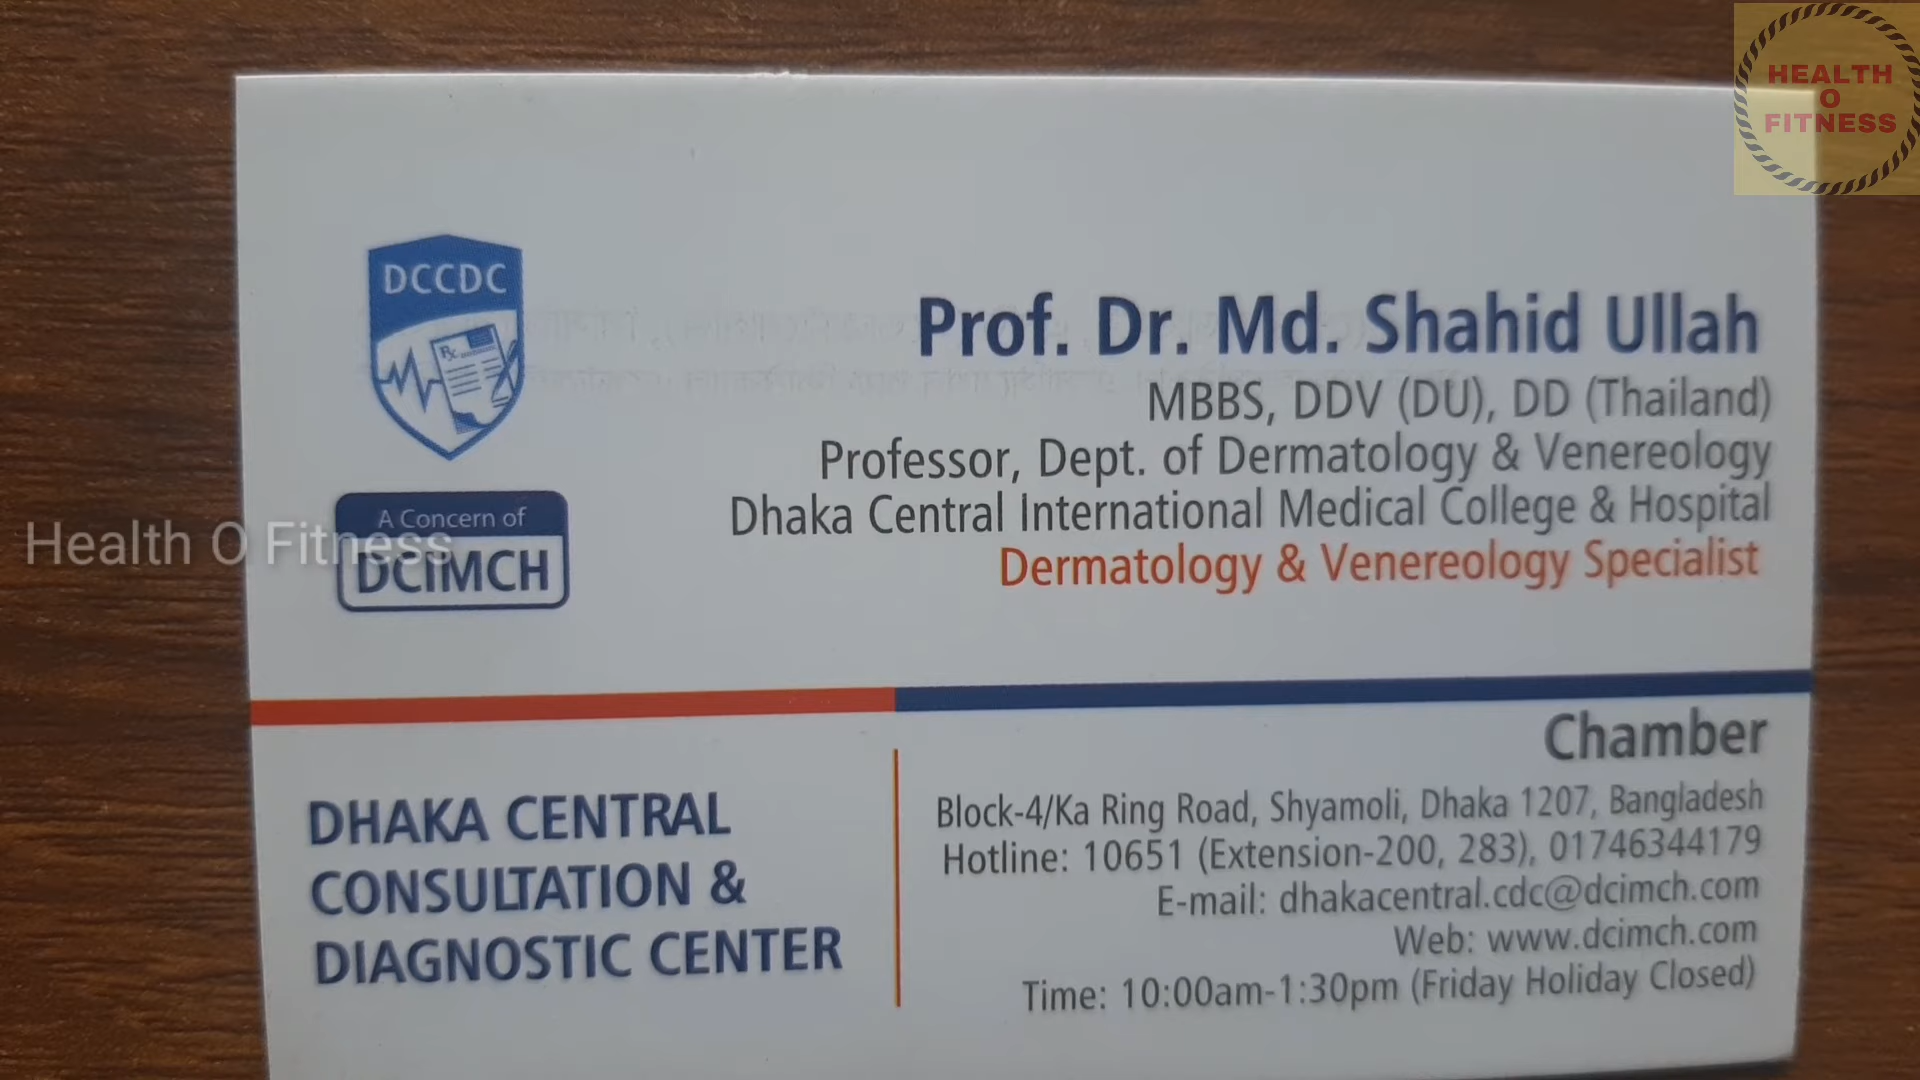 HEALTH
O
FITNESS
DCCDC
Rx
A Concern of
DCIMCH
Health O Fitness
Prof. Dr. Md. Shahid Ullah
MBBS, DDV (DU), DD (Thailand)
Professor, Dept. of Dermatology & Venereology
Dhaka Central International Medical College & Hospital
Dermatology & Venereology Specialist
DHAKA CENTRAL
CONSULTATION &
DIAGNOSTIC CENTER
Chamber
Block-4/Ka Ring Road, Shyamoli, Dhaka 1207, Bangladesh
Hotline: 10651 (Extension-200, 283), 01746344179
E-mail: dhakacentral.cdc@dcimch.com
Web: www.dcimch.com
Time: 10:00am-1:30pm (Friday Holiday Closed)